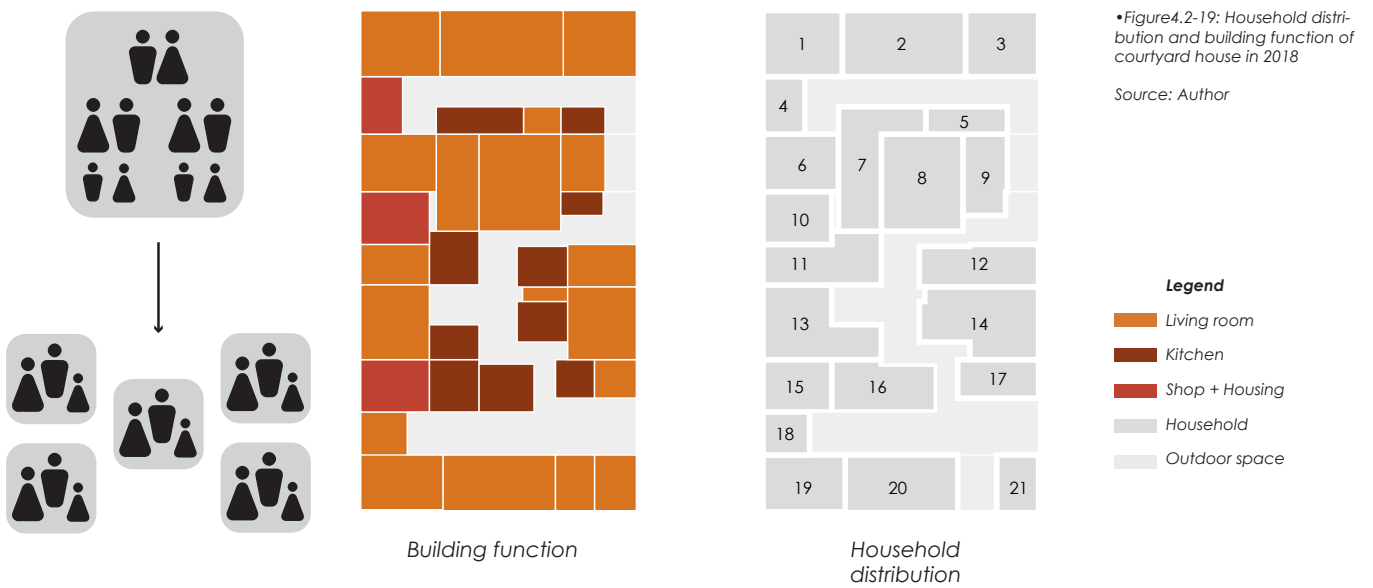 •Figure4.2-19: Household distri-
bution and building function of
courtyard house in 2018
Source: Author
1
2
3
4
5
6
7
8
9
10
11
12
13
14
15
16
17
18
19
20
21
Legend
Living room
Kitchen
Shop + Housing
Household
Outdoor space
Building function
Household
distribution